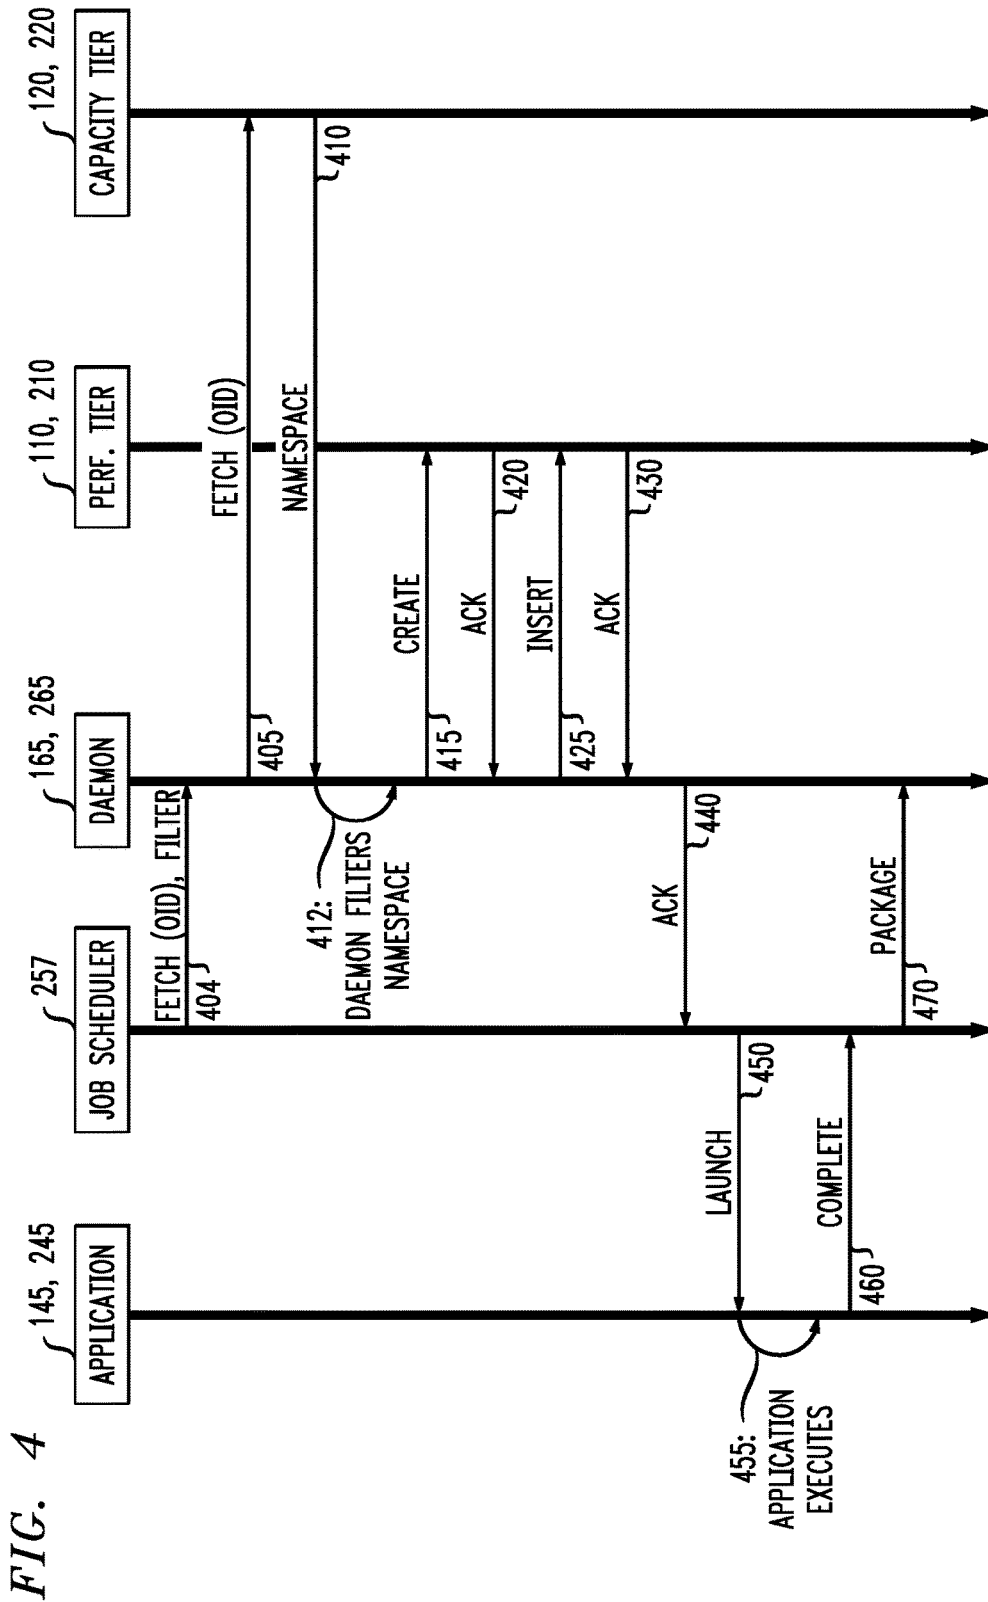 FIG. 4
145, 245
APPLICATION
257
JOB SCHEDULER
165, 265
DAEMON
110, 210
PERF. TIER
120, 220
CAPACITY TIER
FETCH (OID), FILTER
404
FETCH (OID)
405
NAMESPACE
410
412:
DAEMON FILTERS
NAMESPACE
CREATE
415
ACK
420
INSERT
425
ACK
430
ACK
440
LAUNCH
450
455:
APPLICATION
EXECUTES
COMPLETE
460
PACKAGE
470